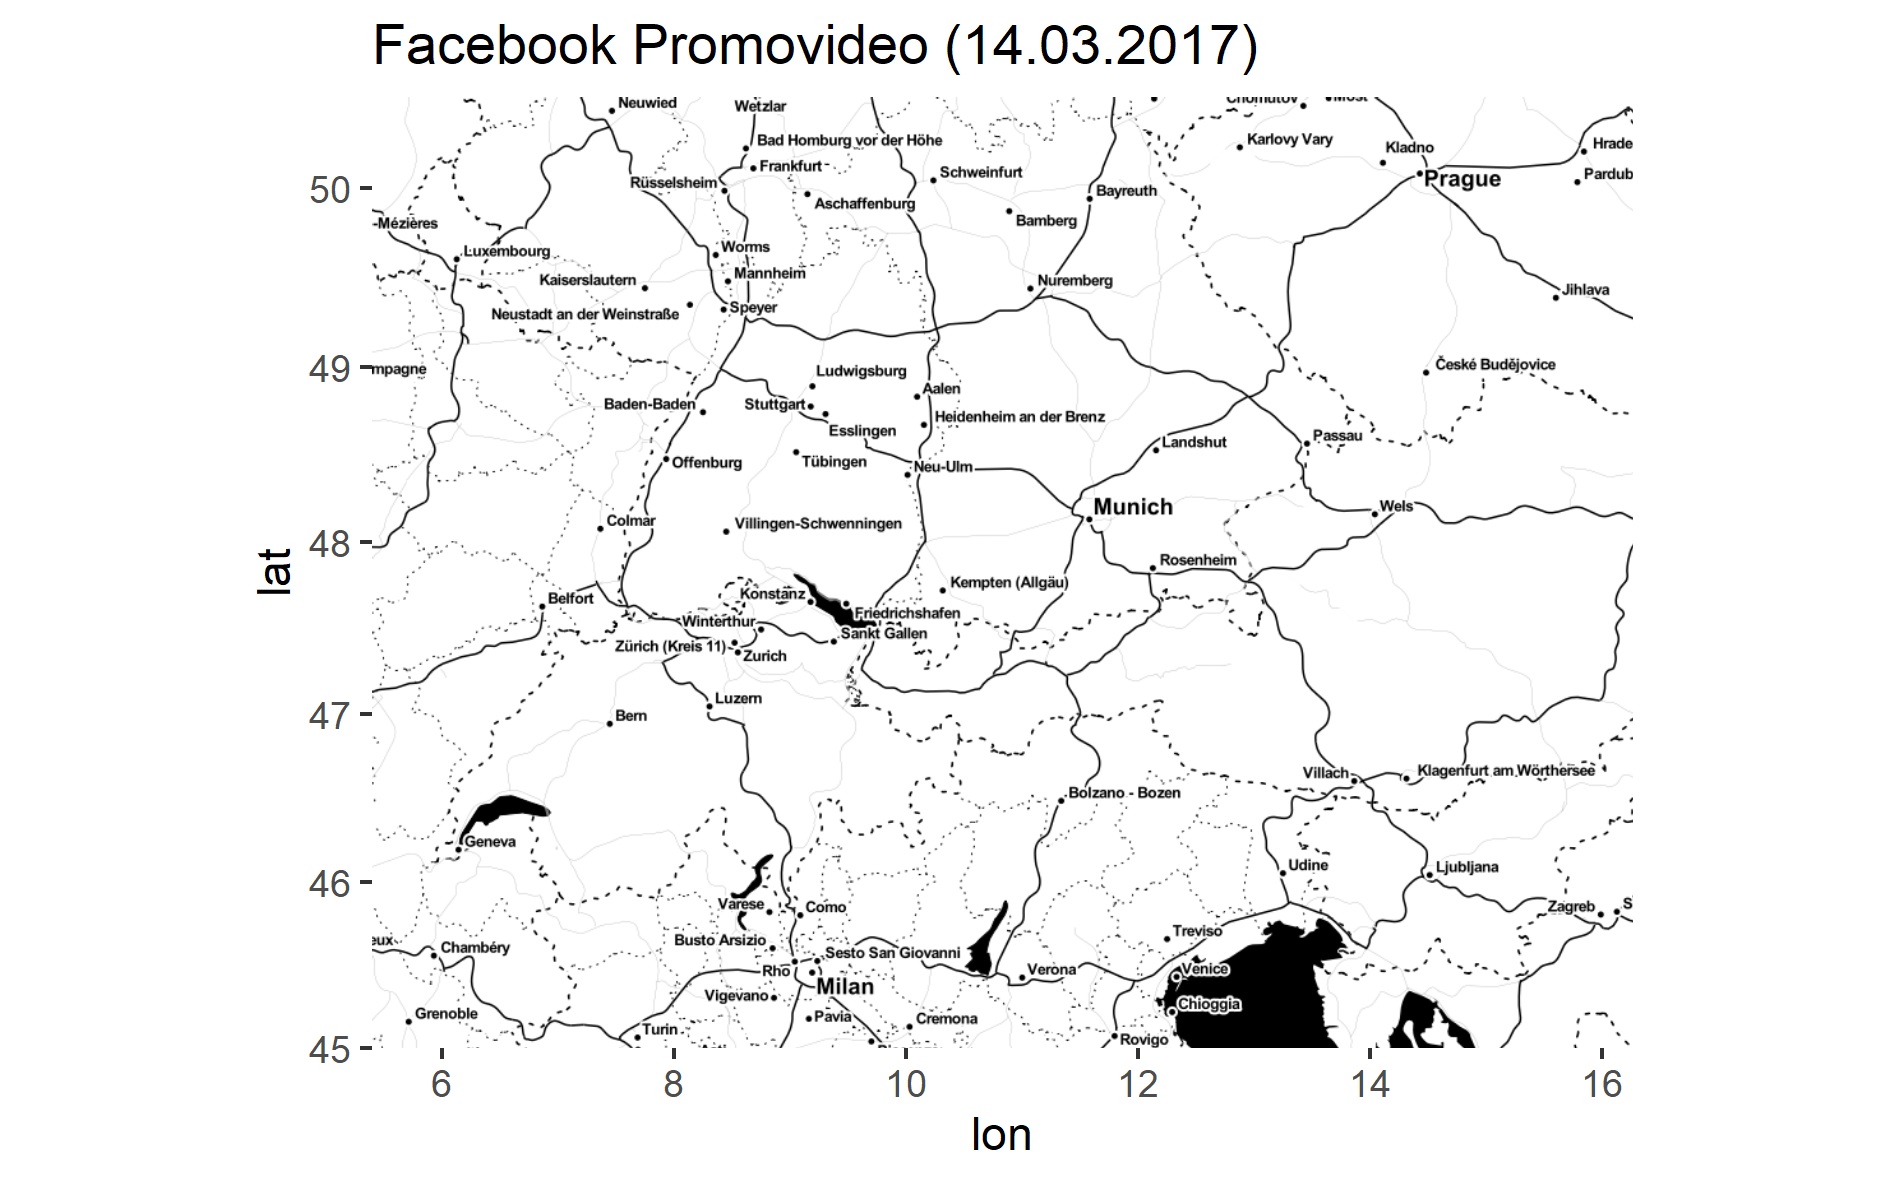 Facebook Promovideo (14.03.2017)
Neuwied
Wetzlar
Chomutov
Most
Bad Homburg vor der Höhe
Karlovy Vary
Kladno
Hrade
Frankfurt
Schweinfurt
Prague
Pardub
Rüsselsheim
50
Bayreuth
Aschaffenburg
Bamberg
-Mézières
Luxembourg
Worms
Mannheim
Kaiserslautern
Nuremberg
Jihlava
Neustadt an der Weinstraße
Speyer
49
mpagne
Ludwigsburg
České Budějovice
Aalen
Baden-Baden
Stuttgart
Heidenheim an der Brenz
Esslingen
Passau
Landshut
Offenburg
Tübingen
Neu-Ulm
Munich
Wels
Colmar
Villingen-Schwenningen
48
lat
Rosenheim
Kempten (Allgäu)
Konstanz
Belfort
Friedrichshafen
Winterthur
Sankt Gallen
Zürich (Kreis 11)
Zurich
Luzern
47
Bern
Villach
Klagenfurt am Wörthersee
Bolzano - Bozen
Geneva
Udine
Ljubljana
46
Varese
Como
Zagreb
S
Treviso
eux
Chambéry
Busto Arsizio
Sesto San Giovanni
Rho
Verona
Venice
Milan
Vigevano
Chioggia
Grenoble
Pavia
Cremona
Turin
Rovigo
45
6 8 10 12 14 16
lon